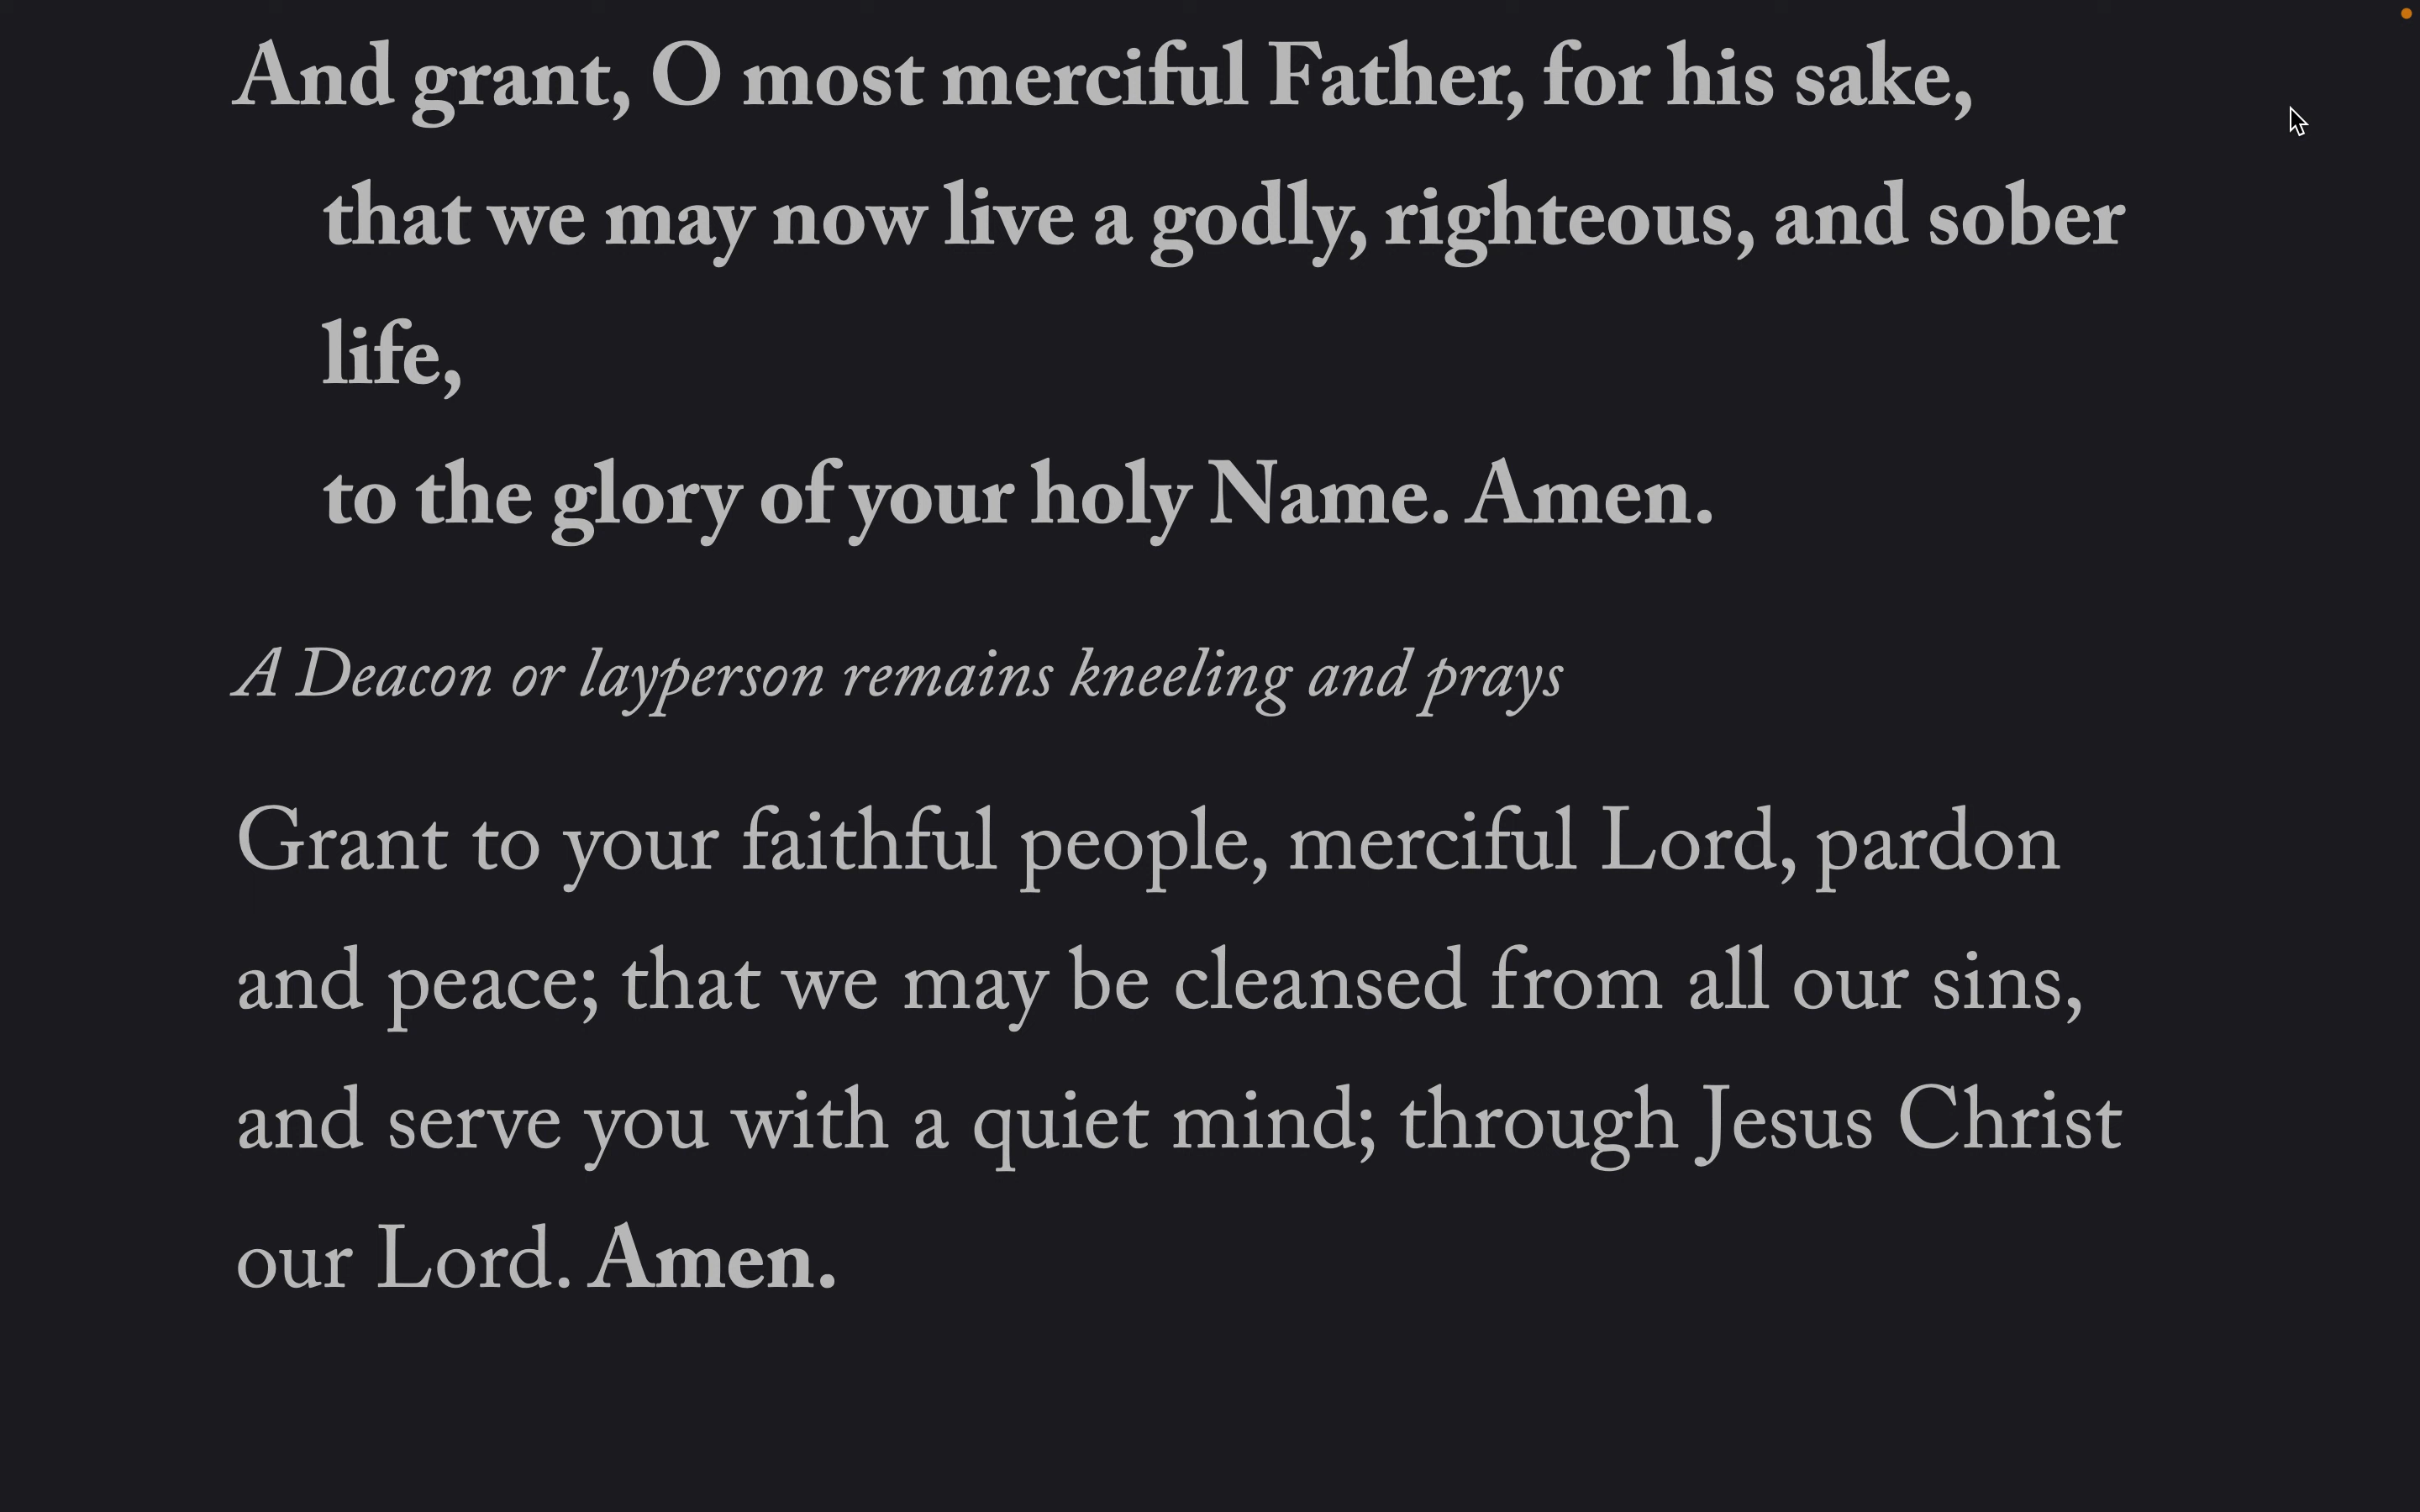 And grant, O most merciful Father, for his sake,
that we may now live a godly, righteous, and sober
life,
to the glory of your holy Name. Amen.
A Deacon or layperson remains kneeling and prays
Grant to your faithful people, merciful Lord, pardon
and peace; that we may be cleansed from all our sins,
and serve you with a quiet mind; through Jesus Christ
our Lord. Amen.